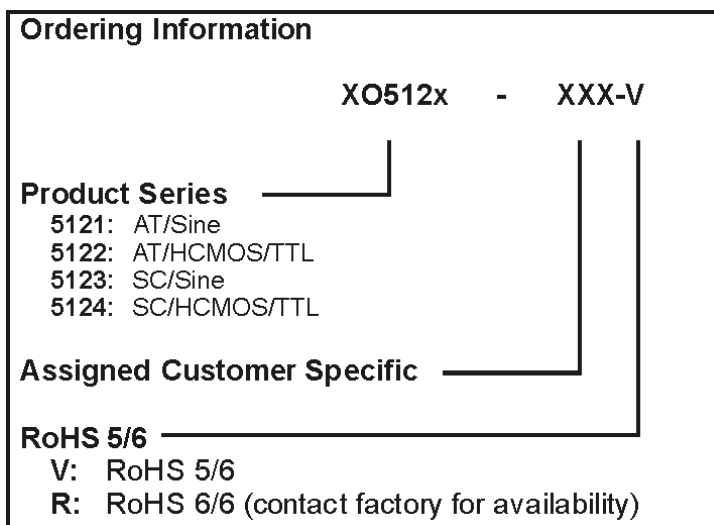 Ordering Information
XO512x - XXX-V
Product Series
5121: AT/Sine
5122: AT/HCMOS/TTL
5123: SC/Sine
5124: SC/HCMOS/TTL
Assigned Customer Specific
RoHS 5/6
V: RoHS 5/6
R: RoHS 6/6 (contact factory for availability)